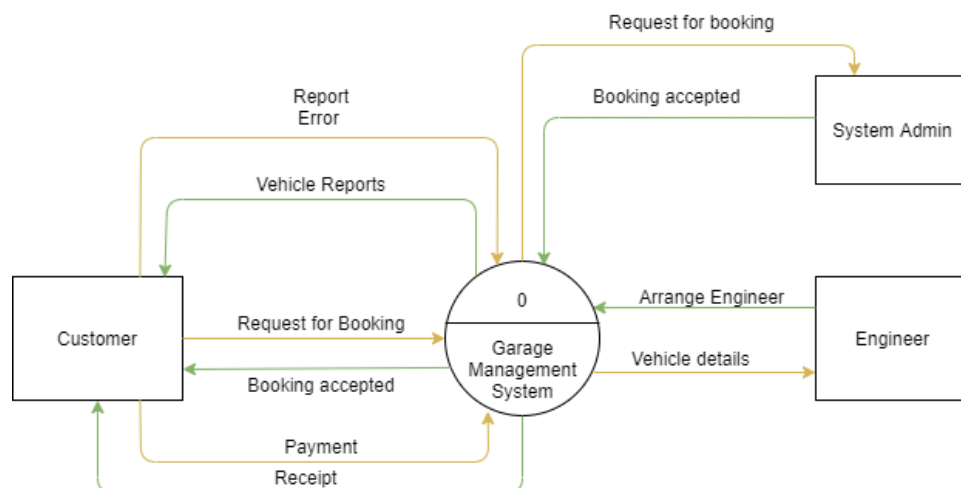 Request for booking
Report
Error
Booking accepted
System Admin
Vehicle Reports
0
Arrange Engineer
Customer
Request for Booking
Garage
Management
System
Engineer
Vehicle details
Booking accepted
Payment
Receipt